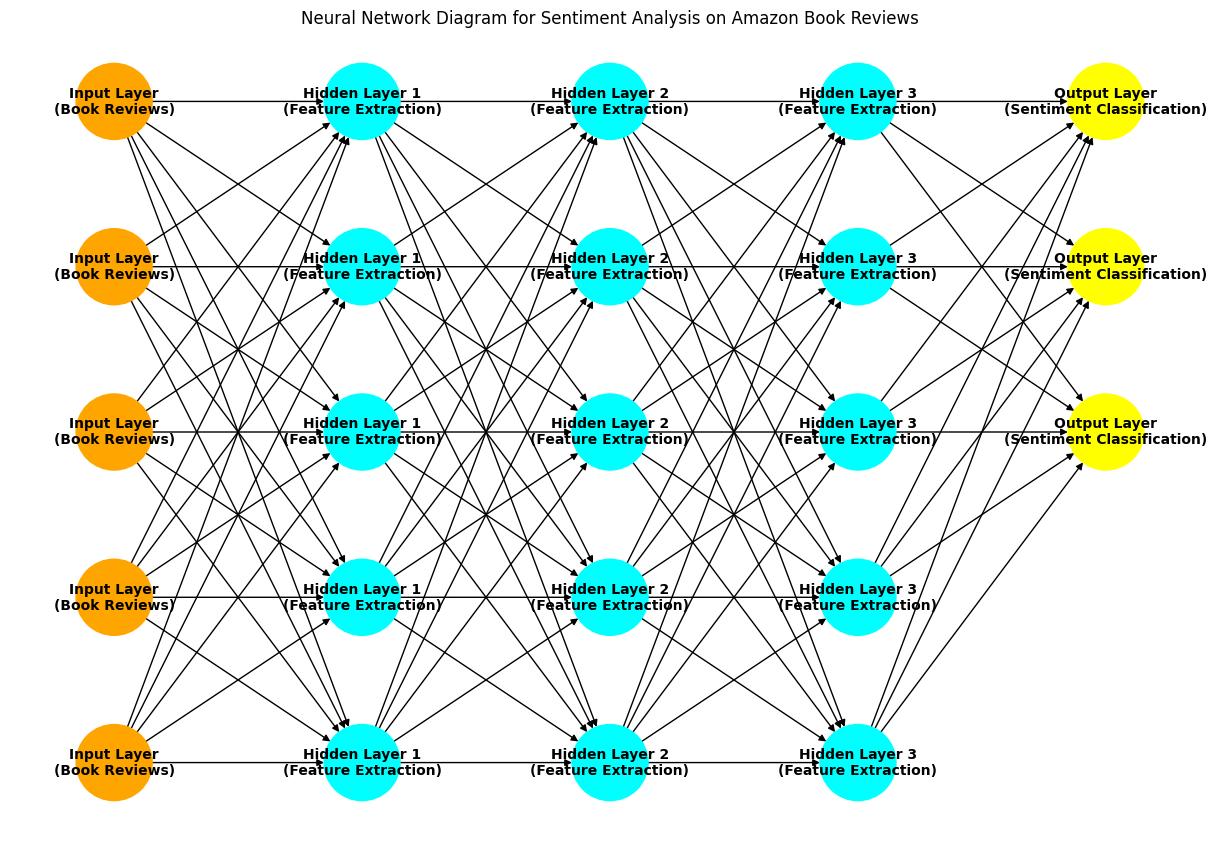 Neural Network Diagram for Sentiment Analysis on Amazon Book Reviews
Input Layer
(Book Reviews)
Hidden Layer 1
(Feature Extraction)
Hidden Layer 2
(Feature Extraction)
Hidden Layer 3
(Feature Extraction)
Output Layer
(Sentiment Classification)
Input Layer
(Book Reviews)
Hidden Layer 1
(Feature Extraction)
Hidden Layer 2
(Feature Extraction)
Hidden Layer 3
(Feature Extraction)
Output Layer
(Sentiment Classification)
Input Layer
(Book Reviews)
Hidden Layer 1
(Feature Extraction)
Hidden Layer 2
(Feature Extraction)
Hidden Layer 3
(Feature Extraction)
Output Layer
(Sentiment Classification)
Input Layer
(Book Reviews)
Hidden Layer 1
(Feature Extraction)
Hidden Layer 2
(Feature Extraction)
Hidden Layer 3
(Feature Extraction)
Input Layer
(Book Reviews)
Hidden Layer 1
(Feature Extraction)
Hidden Layer 2
(Feature Extraction)
Hidden Layer 3
(Feature Extraction)